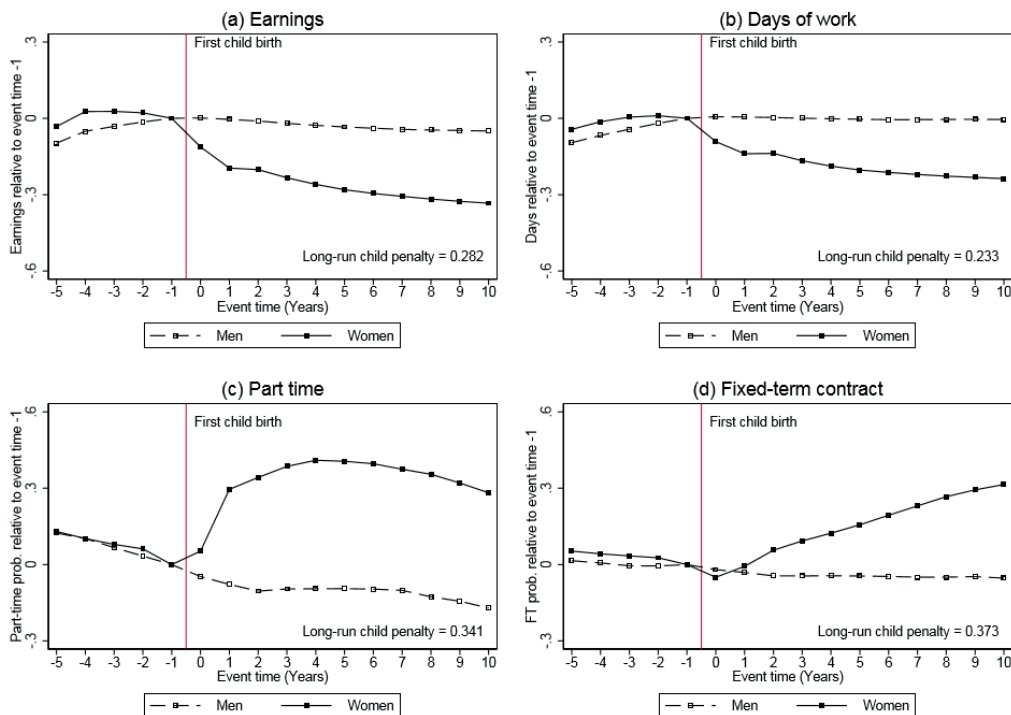 (a) Earnings
Earnings relative to event time -1
.3
0
-.3
-.6
First child birth
Long-run child penalty = 0.282
-5 -4 -3 -2 -1 0 1 2 3 4 5 6 7 8 9 10
Event time (Years)
Men Women
(b) Days of work
Days relative to event time -1
.3
0
-.3
-.6
First child birth
Long-run child penalty = 0.233
-5 -4 -3 -2 -1 0 1 2 3 4 5 6 7 8 9 10
Event time (Years)
Men Women
(c) Part time
Part-time prob. relative to event time -1
.6
.3
0
-.3
First child birth
Long-run child penalty = 0.341
-5 -4 -3 -2 -1 0 1 2 3 4 5 6 7 8 9 10
Event time (Years)
Men Women
(d) Fixed-term contract
FT prob. relative to event time -1
.6
.3
0
-.3
First child birth
Long-run child penalty = 0.373
-5 -4 -3 -2 -1 0 1 2 3 4 5 6 7 8 9 10
Event time (Years)
Men Women